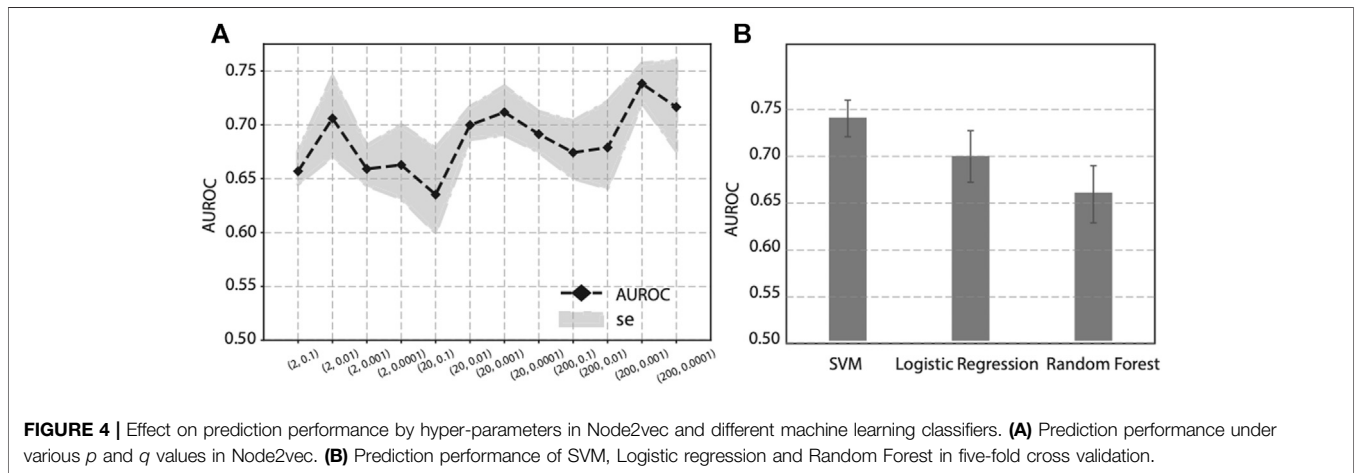 A
AUROC
0.75
0.70
0.65
0.60
0.55
0.50
AUROC
se
(2, 0.1)
(2, 0.01)
(2, 0.001)
(2, 0.0001)
(20, 0.1)
(20, 0.01)
(20, 0.001)
(20, 0.0001)
(200, 0.1)
(200, 0.01)
(200, 0.001)
(200, 0.0001)
B
AUROC
0.75
0.70
0.65
0.60
0.55
0.50
SVM Logistic Regression Random Forest
FIGURE 4 | Effect on prediction performance by hyper-parameters in Node2vec and different machine learning classifiers. (A) Prediction performance under
various p and q values in Node2vec. (B) Prediction performance of SVM, Logistic regression and Random Forest in five-fold cross validation.